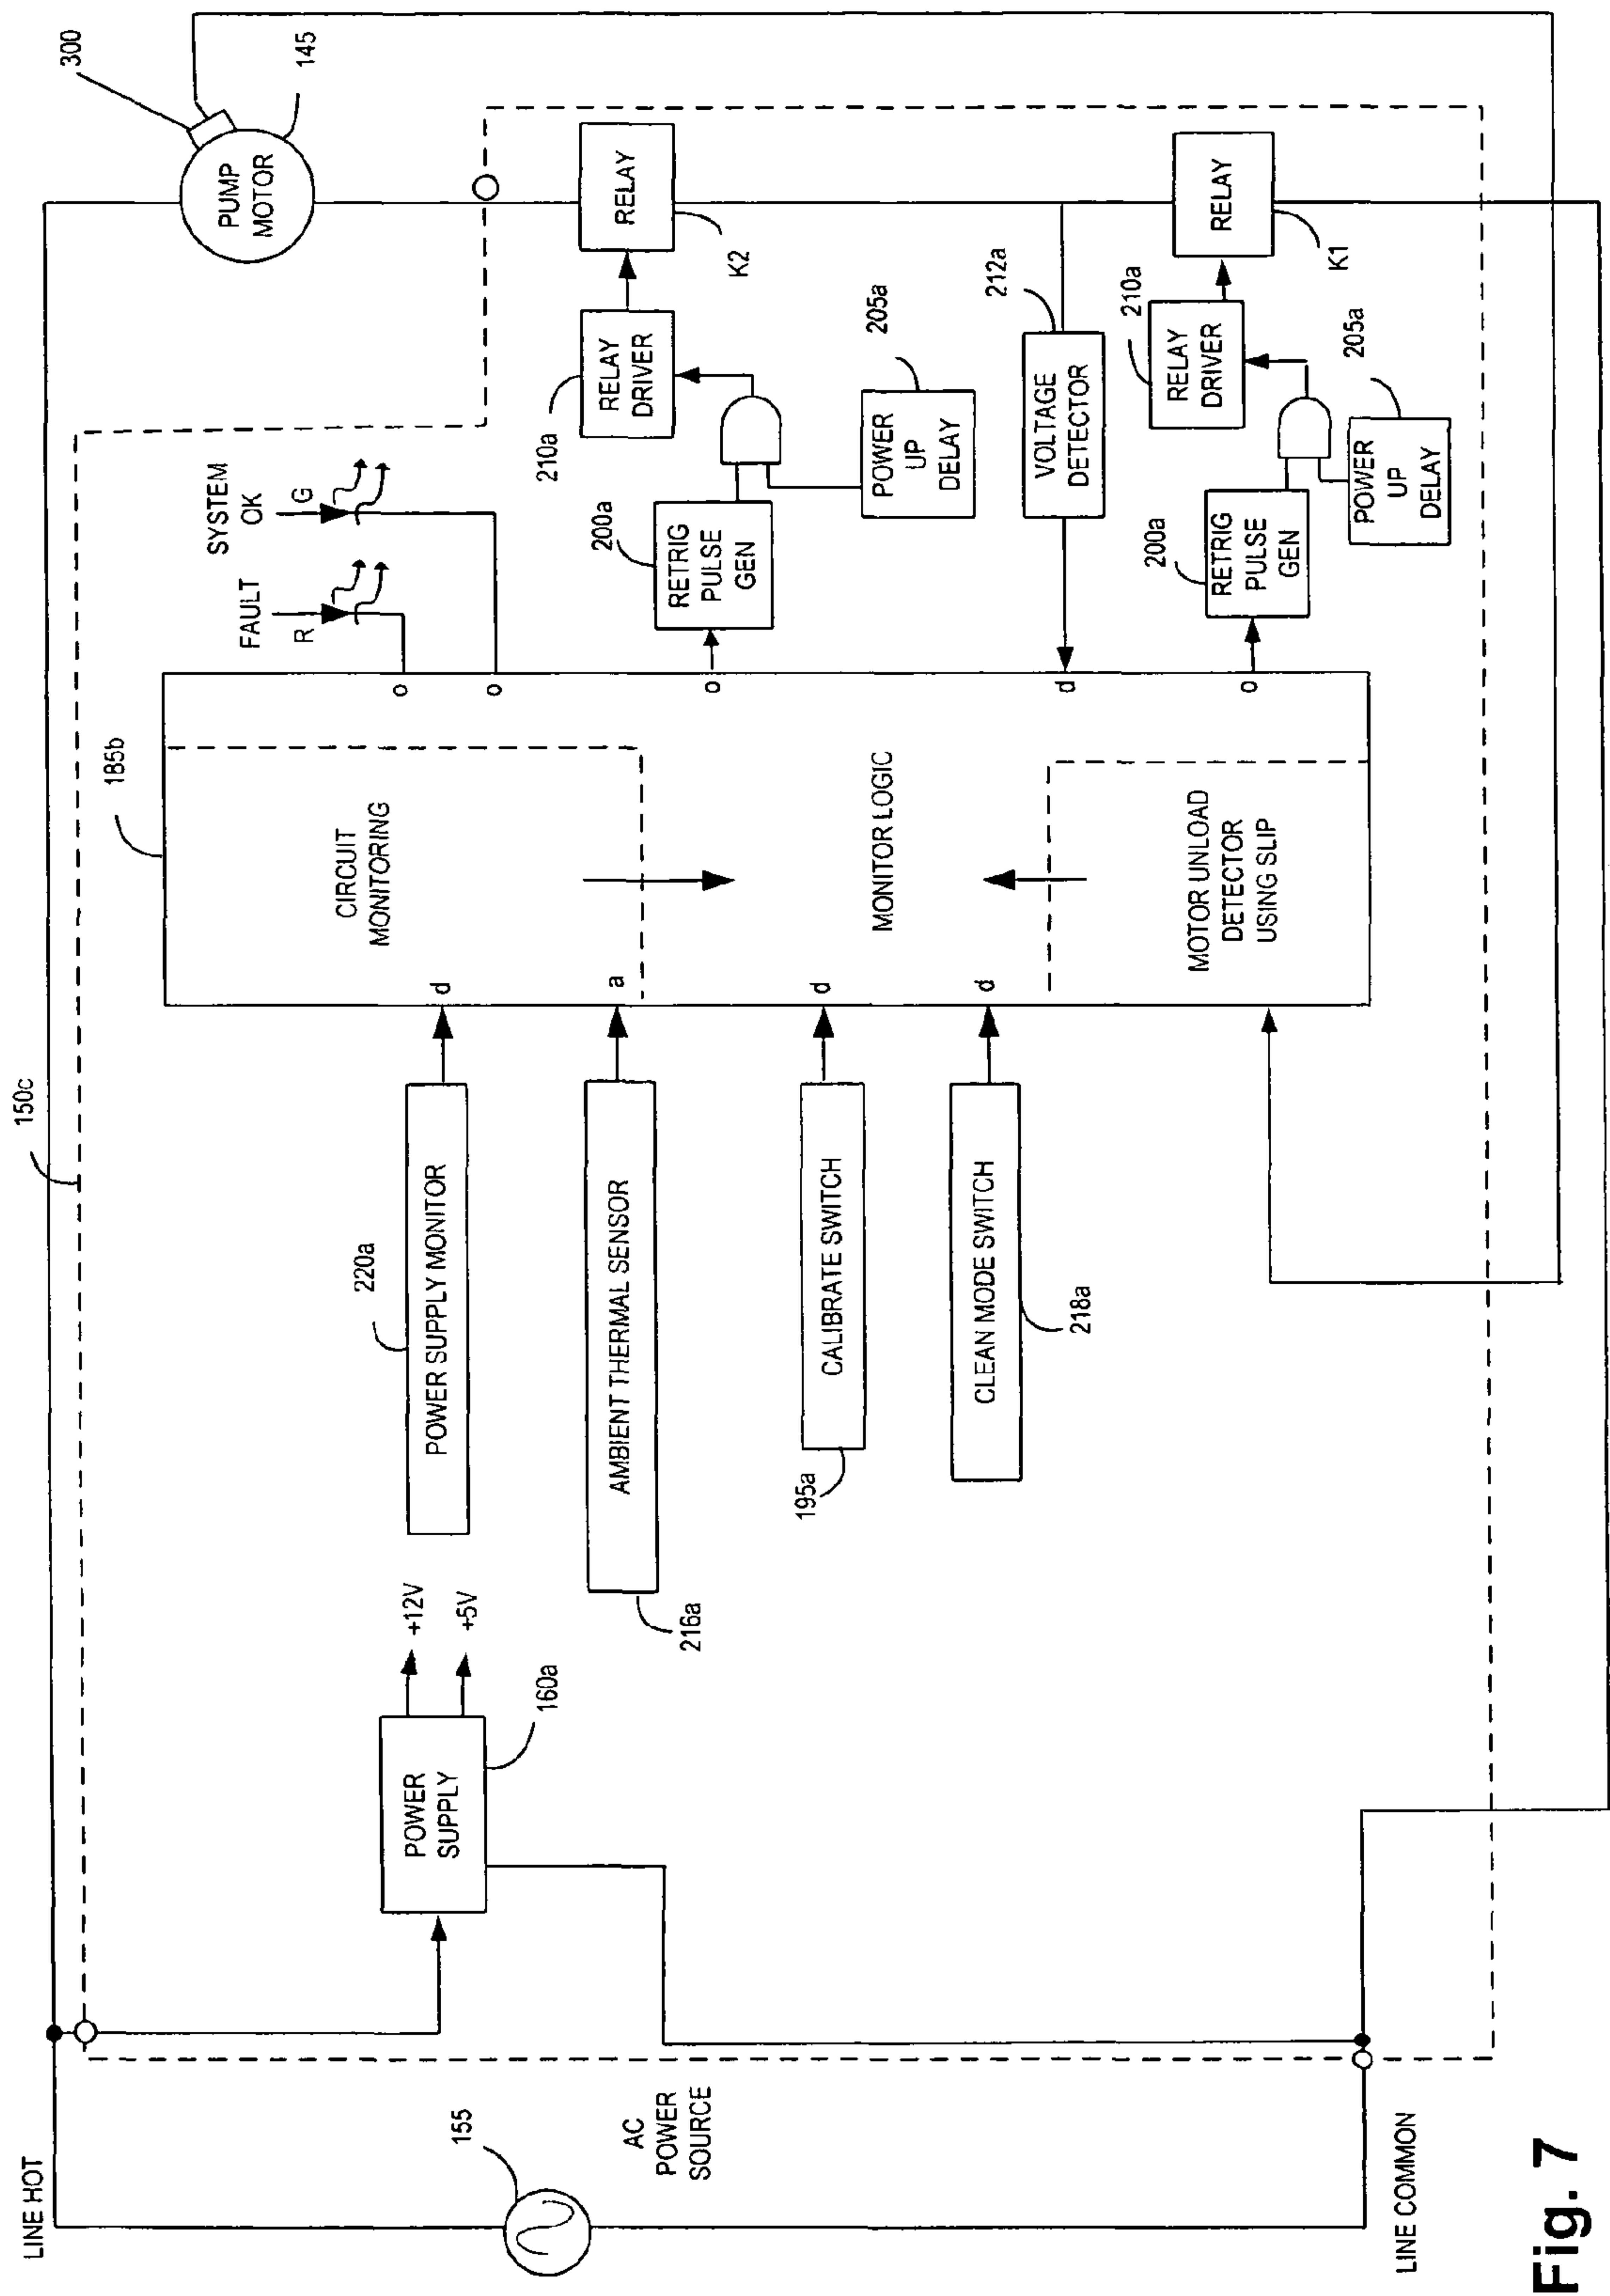 LINE HOT
155
AC
POWER
SOURCE
LINE COMMON
150c
POWER
SUPPLY
160a
+12V
+5V
220a
POWER SUPPLY MONITOR
AMBIENT THERMAL SENSOR
216a
CALIBRATE SWITCH
195a
CLEAN MODE SWITCH
218a
185b
d
a
d
d
CIRCUIT
MONITORING
MONITOR LOGIC
MOTOR UNLOAD
DETECTOR
USING SLIP
o
o
o
d
o
FAULT
R
SYSTEM
OK
G
200a
RETRIG
PULSE
GEN
210a
RELAY
DRIVER
POWER
UP
DELAY
205a
RELAY
K2
212a
VOLTAGE
DETECTOR
200a
RETRIG
PULSE
GEN
210a
RELAY
DRIVER
POWER
UP
DELAY
205a
RELAY
K1
PUMP
MOTOR
300
145
Fig. 7